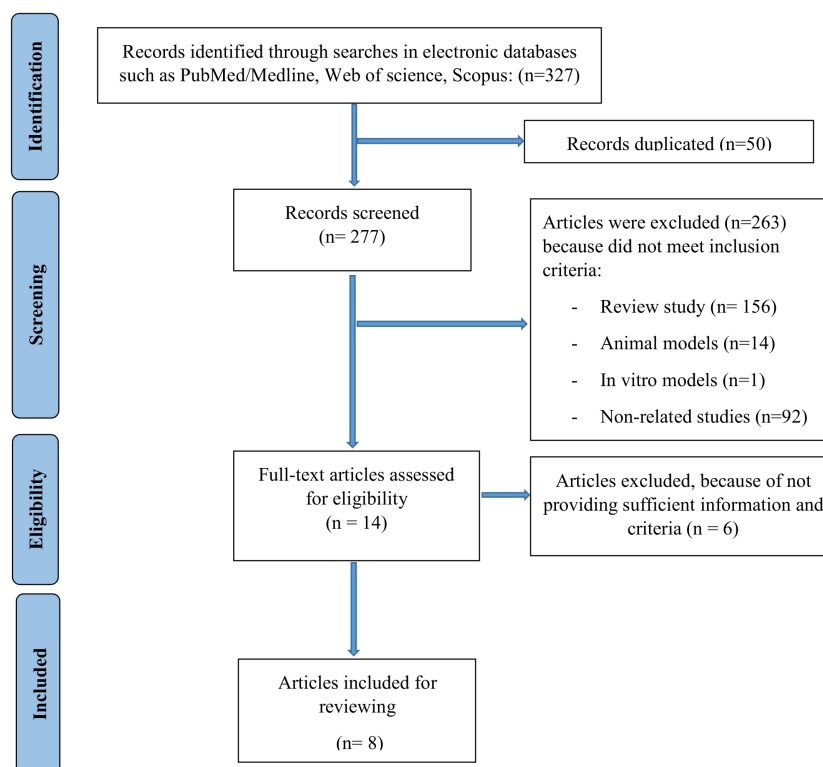 Identification
Records identified through searches in electronic databases
such as PubMed/Medline, Web of science, Scopus: (n=327)
Records duplicated (n=50)
Screening
Records screened
(n= 277)
Articles were excluded (n=263)
because did not meet inclusion
criteria:
- Review study (n= 156)
- Animal models (n=14)
- In vitro models (n=1)
- Non-related studies (n=92)
Eligibility
Full-text articles assessed
for eligibility
(n = 14)
Articles excluded, because of not
providing sufficient information and
criteria (n = 6)
Included
Articles included for
reviewing
(n= 8)